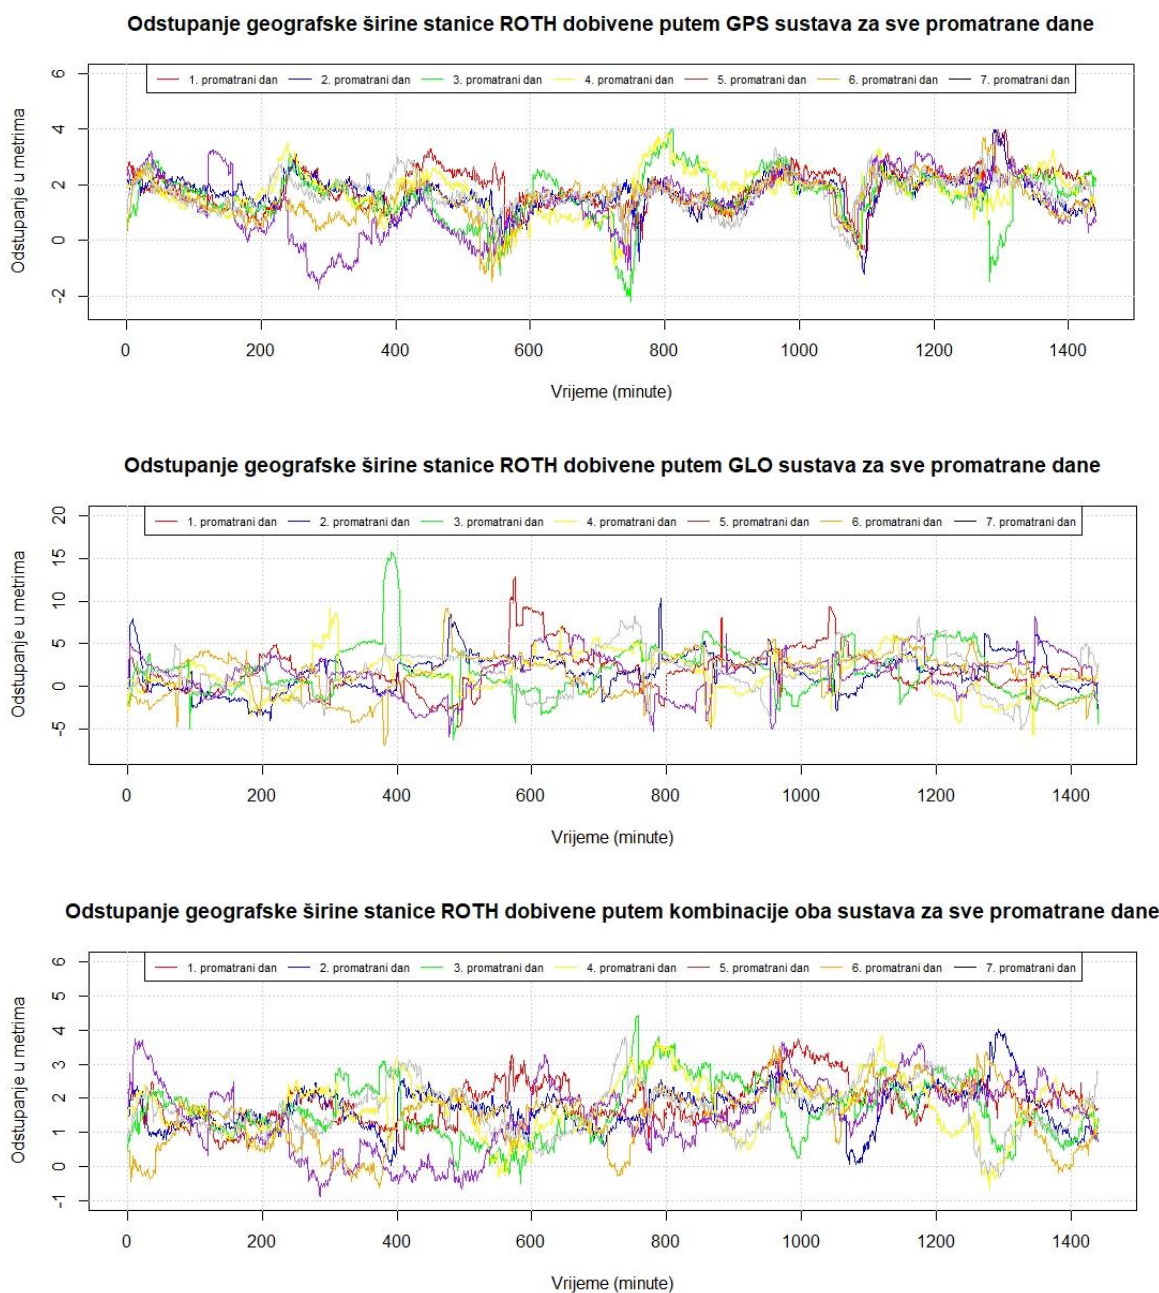 Odstupanje geografske širine stanice ROTH dobivene putem GPS sustava za sve promatrane dane
1. promatrani dan 2. promatrani dan 3. promatrani dan 4. promatrani dan 5. promatrani dan 6. promatrani dan 7. promatrani dan
Odstupanje u metrima
6
4
2
0
-2
0 200 400 600 800 1000 1200 1400
Vrijeme (minute)
Odstupanje geografske širine stanice ROTH dobivene putem GLO sustava za sve promatrane dane
1. promatrani dan 2. promatrani dan 3. promatrani dan 4. promatrani dan 5. promatrani dan 6. promatrani dan 7. promatrani dan
Odstupanje u metrima
20
15
10
5
0
-5
0 200 400 600 800 1000 1200 1400
Vrijeme (minute)
Odstupanje geografske širine stanice ROTH dobivene putem kombinacije oba sustava za sve promatrane dane
1. promatrani dan 2. promatrani dan 3. promatrani dan 4. promatrani dan 5. promatrani dan 6. promatrani dan 7. promatrani dan
Odstupanje u metrima
6
5
4
3
2
1
0
-1
0 200 400 600 800 1000 1200 1400
Vrijeme (minute)